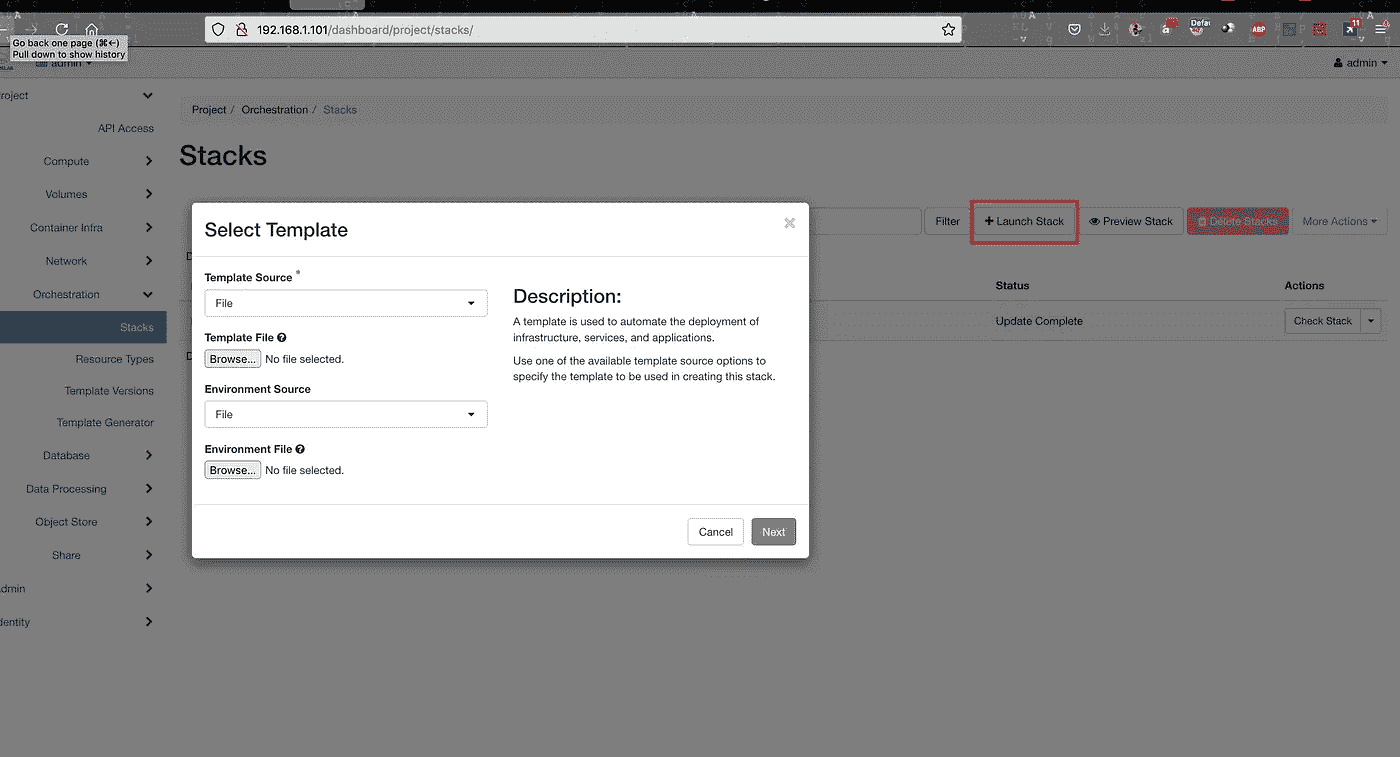 192.168.1.101/dashboard/project/stacks/
Defau
ABP
11
Go back one page (⌘←)
Pull down to show history
admin
admin
roject
API Access
Compute
Volumes
Container Infra
Network
Orchestration
Stacks
Resource Types
Template Versions
Template Generator
Database
Data Processing
Object Store
Share
dmin
dentity
Project / Orchestration / Stacks
Stacks
Filter
+ Launch Stack
Preview Stack
Delete Stacks
More Actions
Status
Actions
Update Complete
Check Stack
Select Template
Template Source *
File
Template File
Browse... No file selected.
Environment Source
File
Environment File
Browse... No file selected.
Description:
A template is used to automate the deployment of
infrastructure, services, and applications.
Use one of the available template source options to
specify the template to be used in creating this stack.
Cancel
Next